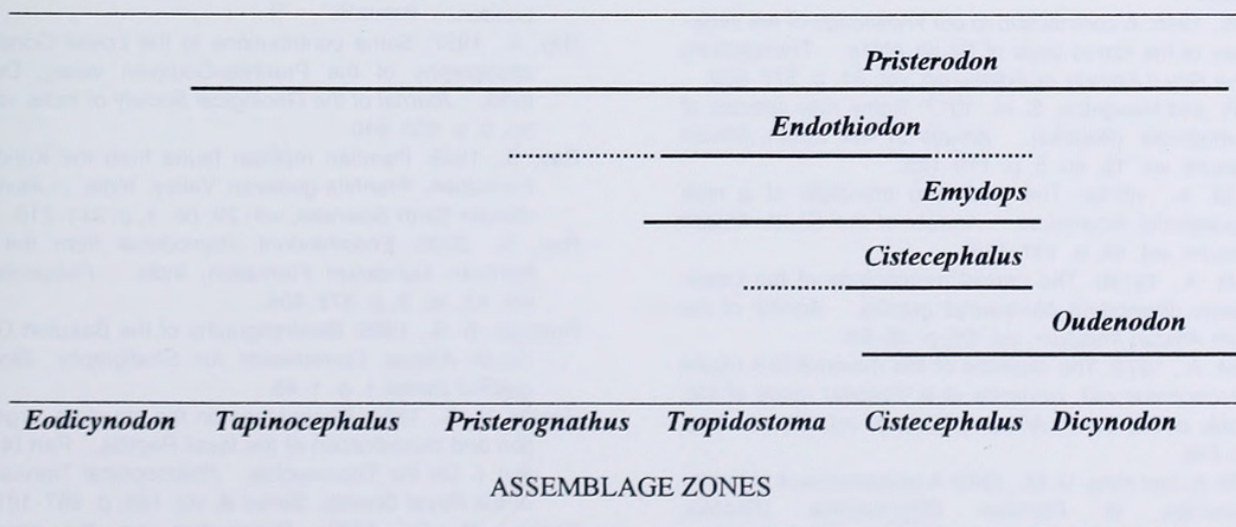 Pristerodon
Endothiodon
Emydops
Cistecephalus
Oudenodon
Eodicynodon Tapinocephalus Pristerognathus Tropidostoma Cistecephalus Dicynodon
ASSEMBLAGE ZONES